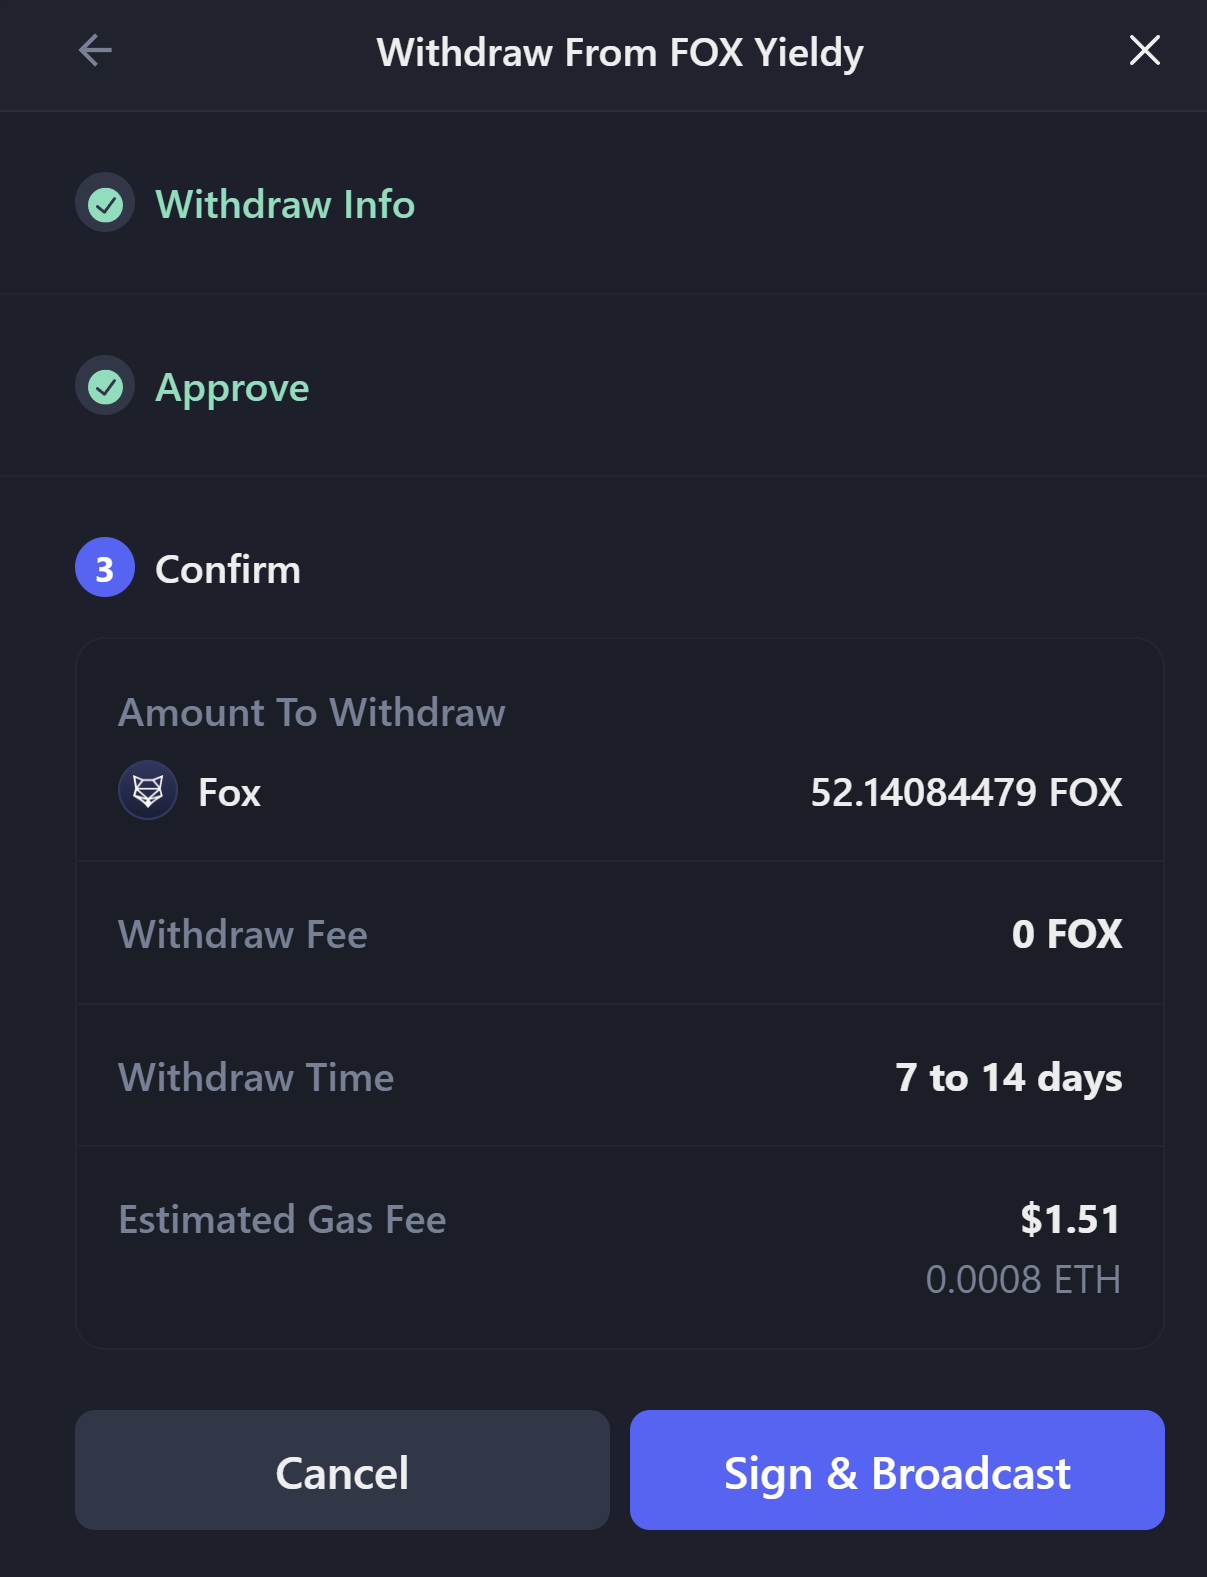 Withdraw From FOX Yieldy
Withdraw Info
Approve
3 Confirm
Amount To Withdraw
Fox 52.14084479 FOX
Withdraw Fee 0 FOX
Withdraw Time 7 to 14 days
Estimated Gas Fee $1.51
0.0008 ETH
Cancel Sign & Broadcast